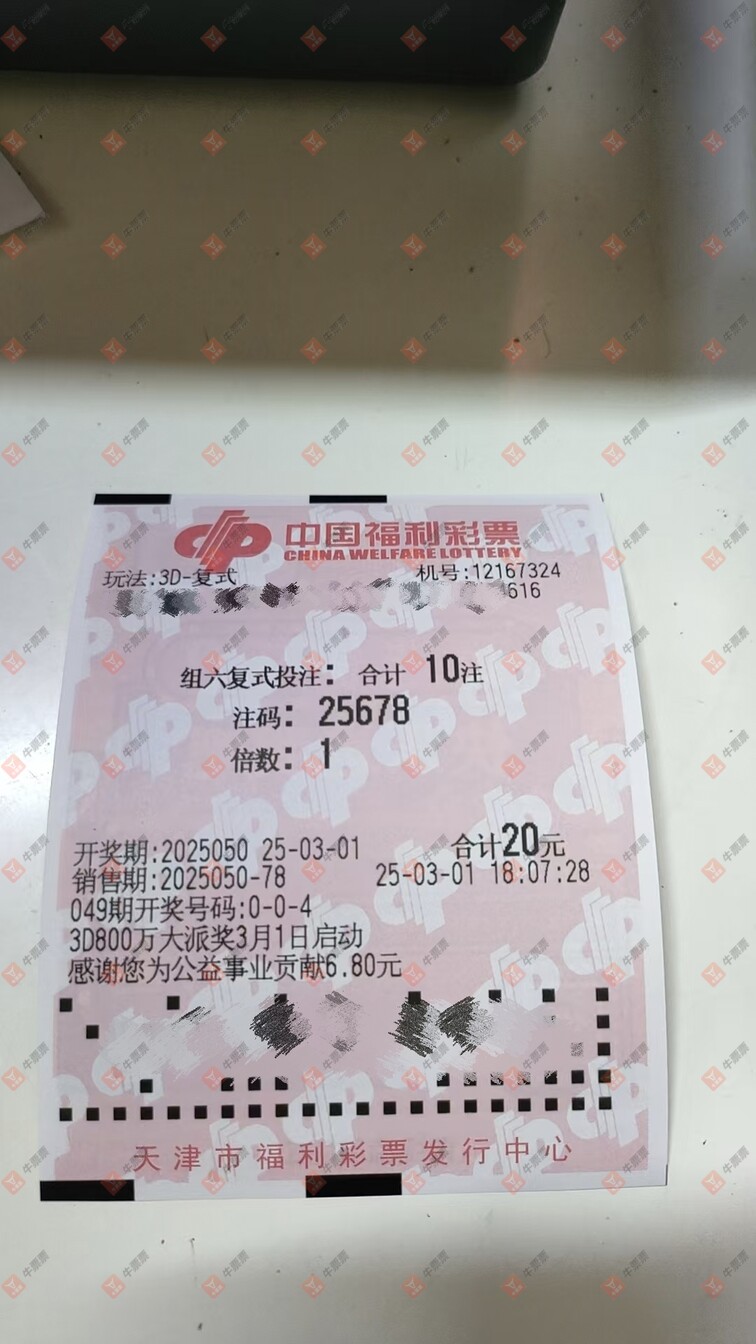 中国福利彩票
CHINA WELFARE LOTTERY
玩法:3D-复式 机号:12167324
616
组六复式投注: 合计 10注
注码: 25678
倍数: 1
开奖期:2025050 25-03-01 合计20元
销售期:2025050-78 25-03-01 18:07:28
049期开奖号码:0-0-4
3D800万大派奖3月1日启动
感谢您为公益事业贡献6.80元
天津市福利彩票发行中心
牛票票